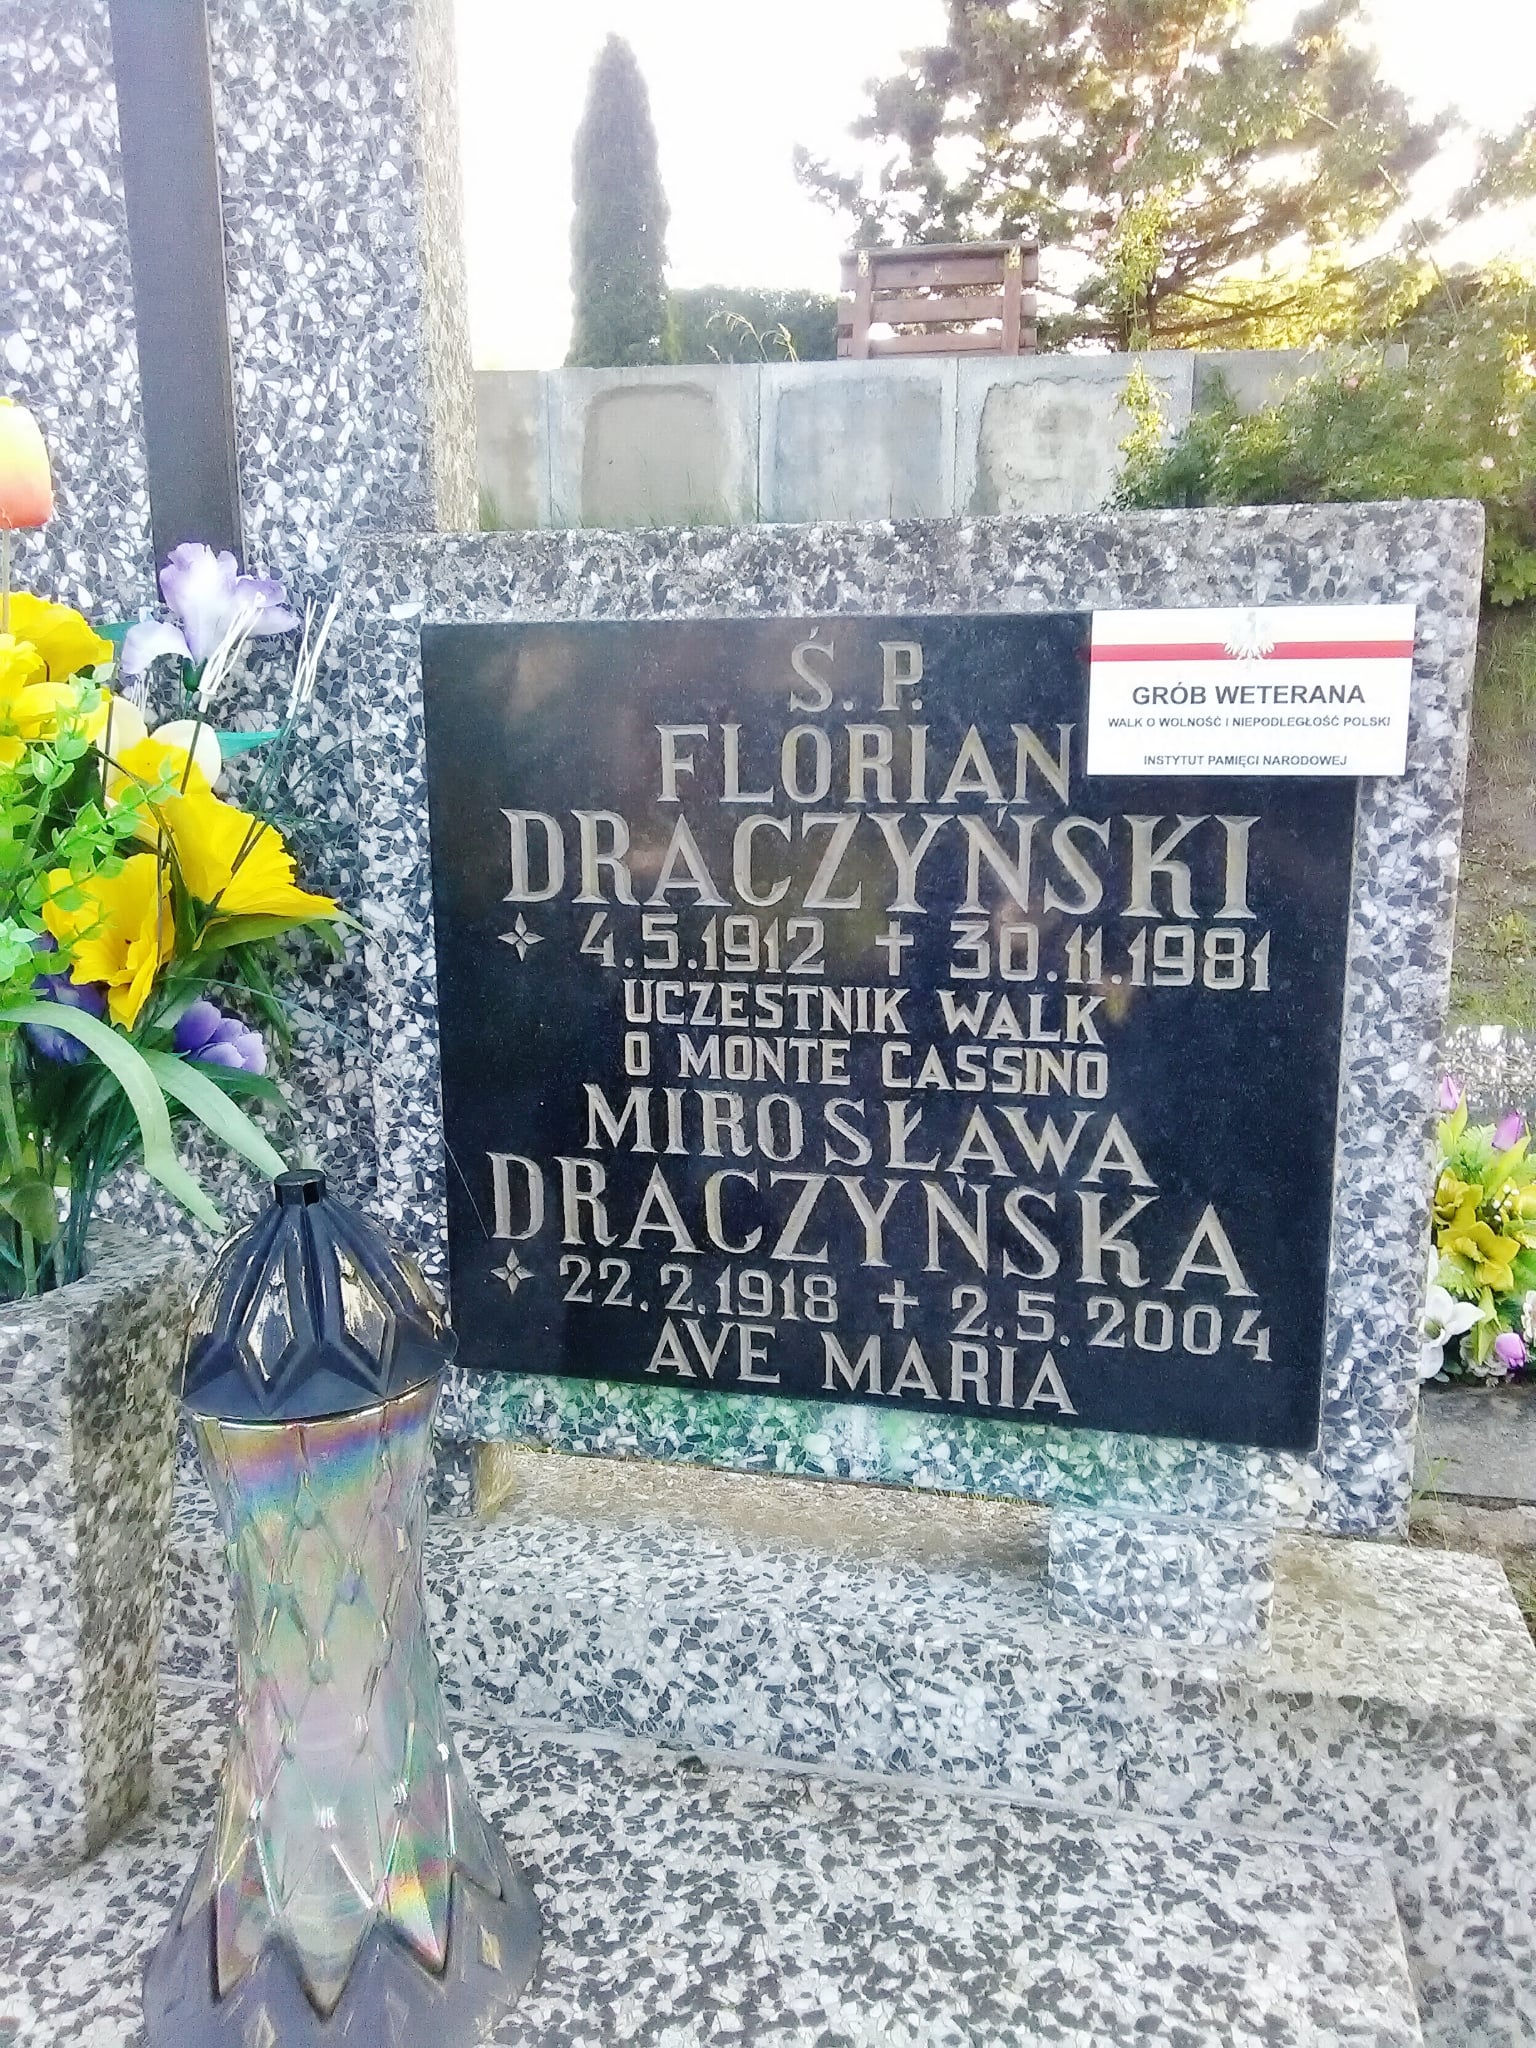 Ś. P.
FLORIAN
DRACZYŃSKI
4.5.1912 † 30.11.1981
UCZESTNIK WALK
O MONTE CASSINO
MIROSŁAWA
DRACZYŃSKA
22.2.1918 † 2.5.2004
AVE MARIA
GRÓB WETERANA
WALK O WOLNOŚĆ I NIEPODLEGŁOŚĆ POLSKI
INSTYTUT PAMIĘCI NARODOWEJ